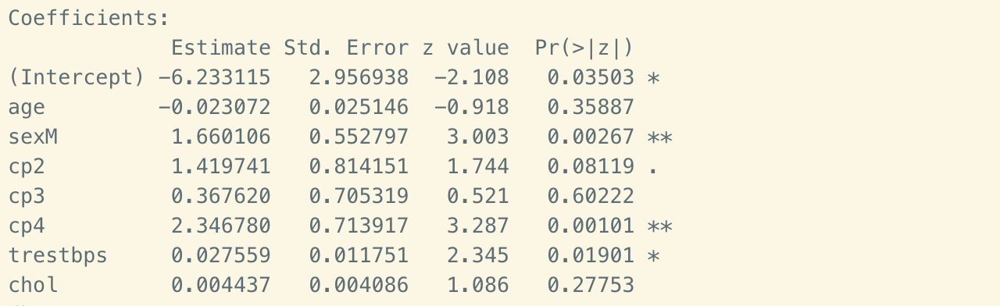 Coefficients:
Estimate Std. Error z value Pr(>|z|)
(Intercept) -6.233115 2.956938 -2.108 0.03503 *
age -0.023072 0.025146 -0.918 0.35887
sexM 1.660106 0.552797 3.003 0.00267 **
cp2 1.419741 0.814151 1.744 0.08119 .
cp3 0.367620 0.705319 0.521 0.60222
cp4 2.346780 0.713917 3.287 0.00101 **
trestbps 0.027559 0.011751 2.345 0.01901 *
chol 0.004437 0.004086 1.086 0.27753